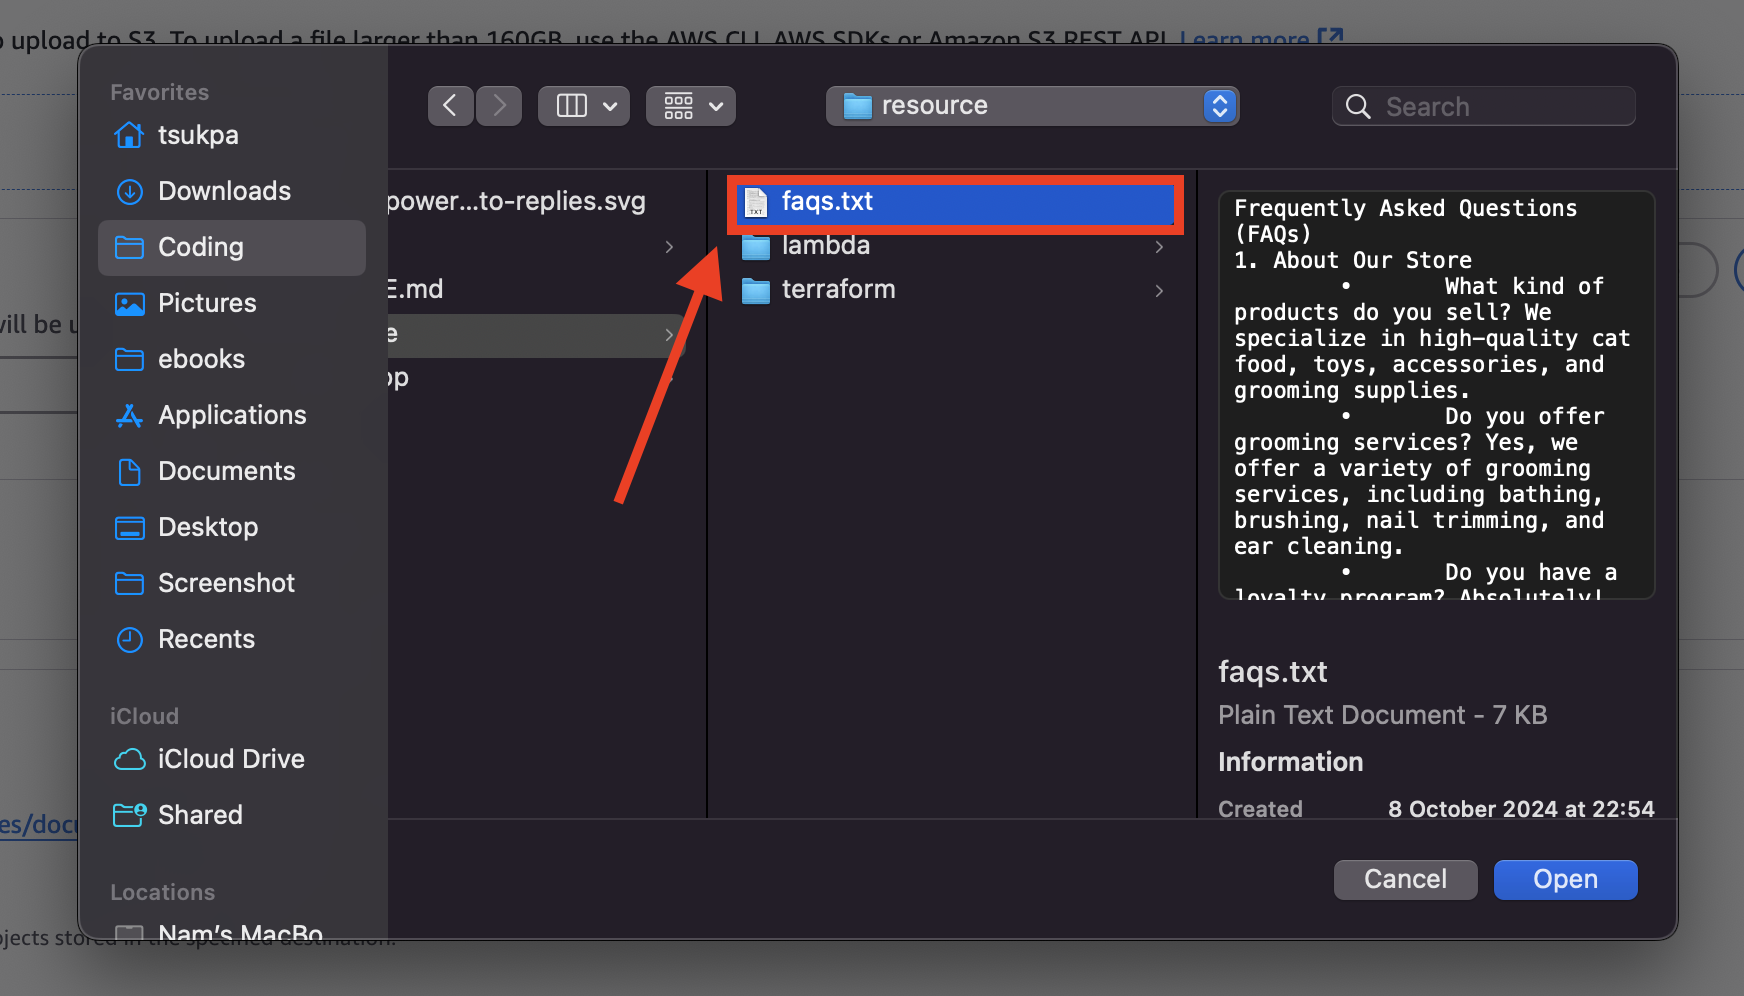 upload to S3. To upload a file larger than 160GB, use the AWS CLI, AWS SDKs or Amazon S3 REST API. Learn more
Favorites
tsukpa
Downloads
Coding
Pictures
ebooks
Applications
Documents
Desktop
Screenshot
Recents
iCloud
iCloud Drive
Shared
Locations
Nam's MacBo
resource
Search
power...to-replies.svg
E.md
e
op
faqs.txt
lambda
terraform
Frequently Asked Questions
(FAQs)
1. About Our Store
• What kind of
products do you sell? We
specialize in high-quality cat
food, toys, accessories, and
grooming supplies.
• Do you offer
grooming services? Yes, we
offer a variety of grooming
services, including bathing,
brushing, nail trimming, and
ear cleaning.
• Do you have a
loyalty program? Absolutely!
faqs.txt
Plain Text Document - 7 KB
Information
Created 8 October 2024 at 22:54
Cancel
Open
will be u
es/docu
bjects stored in the specified destination.